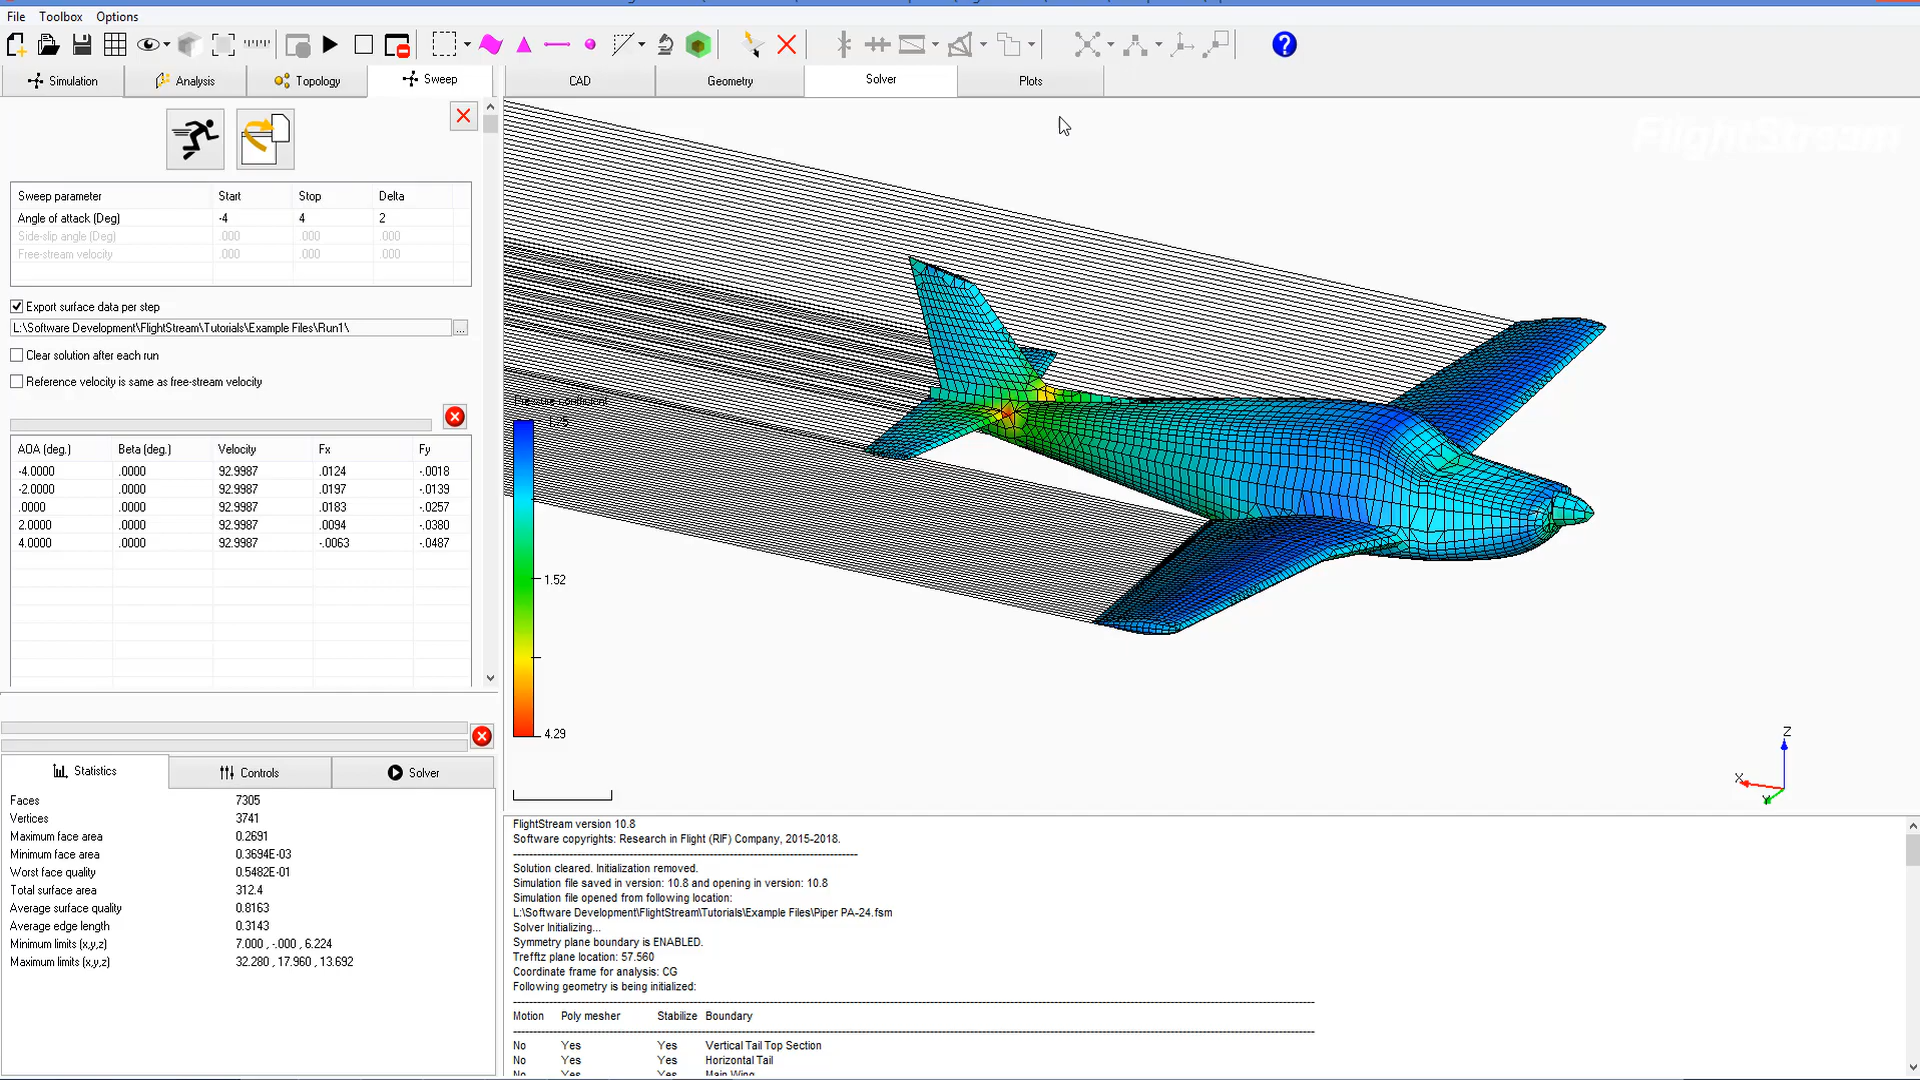 File Toolbox Options
Simulation Analysis Topology Sweep CAD Geometry Solver Plots
FlightStream
Sweep parameter Start Stop Delta
Angle of attack (Deg) -4 4 2
Side-slip angle (Deg) .000 .000 .000
Free-stream velocity .000 .000 .000
Export surface data per step
L:\Software Development\FlightStream\Tutorials\Example Files\Run1\ ...
Clear solution after each run
Reference velocity is same as free-stream velocity
AOA (deg.) Beta (deg.) Velocity Fx Fy
-4.0000 .0000 92.9987 .0124 -.0018
-2.0000 .0000 92.9987 .0197 -.0139
.0000 .0000 92.9987 .0183 -.0257
2.0000 .0000 92.9987 .0094 -.0380
4.0000 .0000 92.9987 -.0063 -.0487
Pressure coefficient
1.52
4.29
Z
X
Y
Statistics Controls Solver
Faces 7305
Vertices 3741
Maximum face area 0.2691
Minimum face area 0.3694E-03
Worst face quality 0.5482E-01
Total surface area 312.4
Average surface quality 0.8163
Average edge length 0.3143
Minimum limits (x,y,z) 7.000 , -.000 , 6.224
Maximum limits (x,y,z) 32.280 , 17.960 , 13.692
FlightStream version 10.8
Software copyrights: Research in Flight (RIF) Company, 2015-2018.
Solution cleared. Initialization removed.
Simulation file saved in version: 10.8 and opening in version: 10.8
Simulation file opened from following location:
L:\Software Development\FlightStream\Tutorials\Example Files\Piper PA-24.fsm
Solver Initializing...
Symmetry plane boundary is ENABLED.
Trefftz plane location: 57.560
Coordinate frame for analysis: CG
Following geometry is being initialized:
Motion Poly mesher Stabilize Boundary
No Yes Yes Vertical Tail Top Section
No Yes Yes Horizontal Tail
No Yes Yes Main Wing